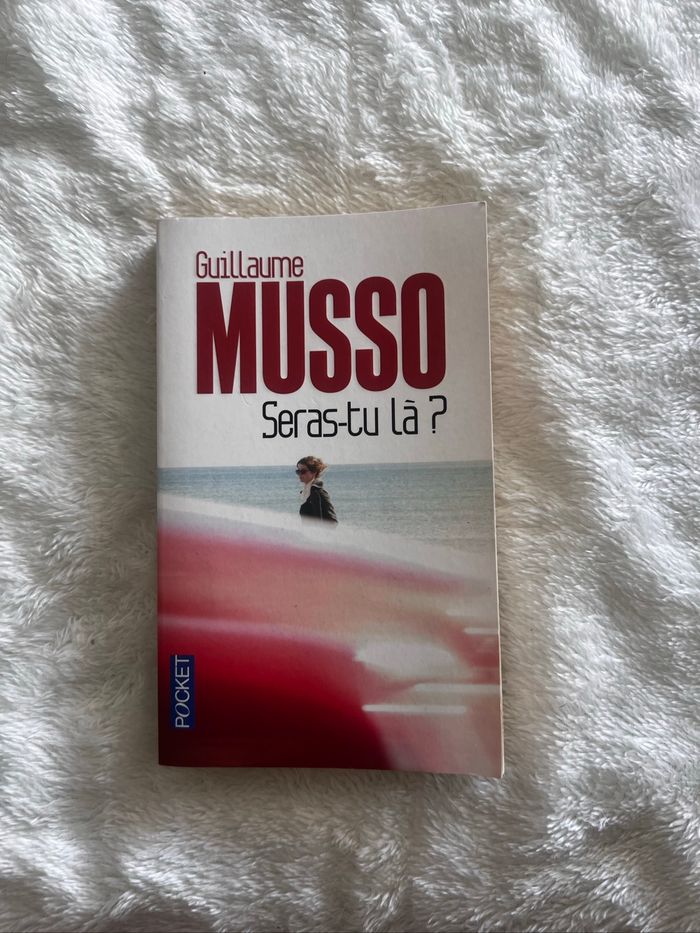 Guillaume
MUSSO
Seras-tu là ?
POCKET